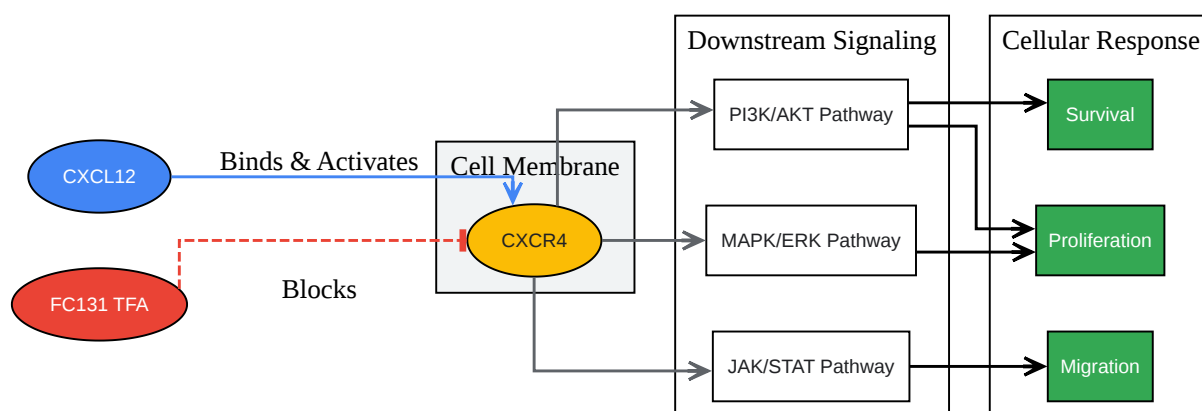 Downstream Signaling
Cellular Response
PI3K/AKT Pathway
Survival
Binds & Activates
Cell Membrane
CXCL12
CXCR4
MAPK/ERK Pathway
Proliferation
Blocks
FC131 TFA
JAK/STAT Pathway
Migration